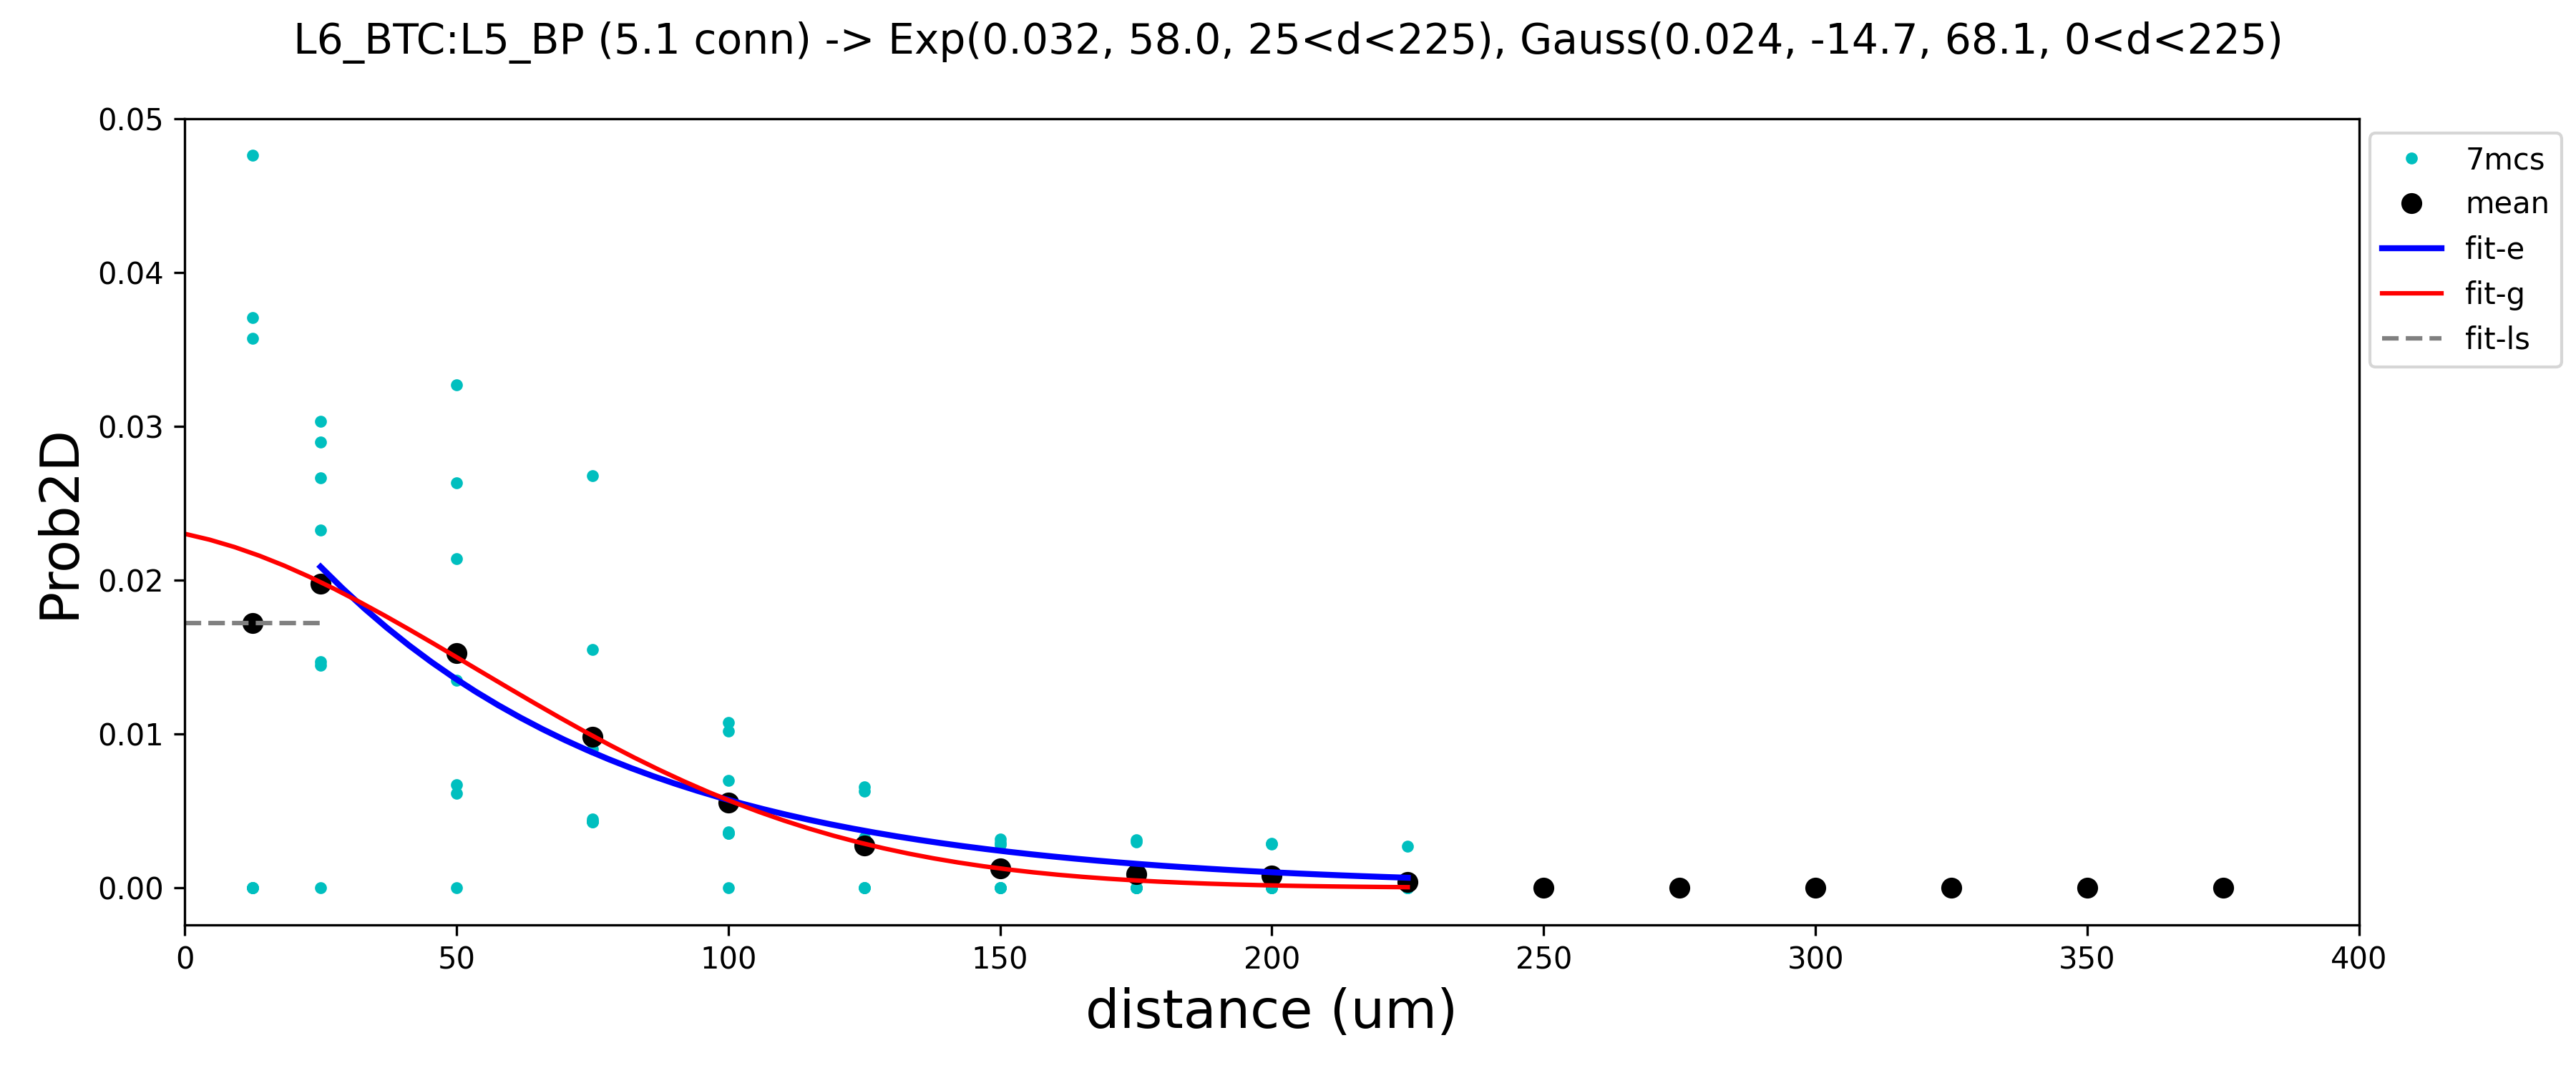 L6_BTC:L5_BP (5.1 conn) -> Exp(0.032, 58.0, 25<d<225), Gauss(0.024, -14.7, 68.1, 0<d<225)
0.05
0.04
0.03
0.02
0.01
0.00
Prob2D
0 50 100 150 200 250 300 350 400
distance (um)
7mcs
mean
fit-e
fit-g
fit-ls